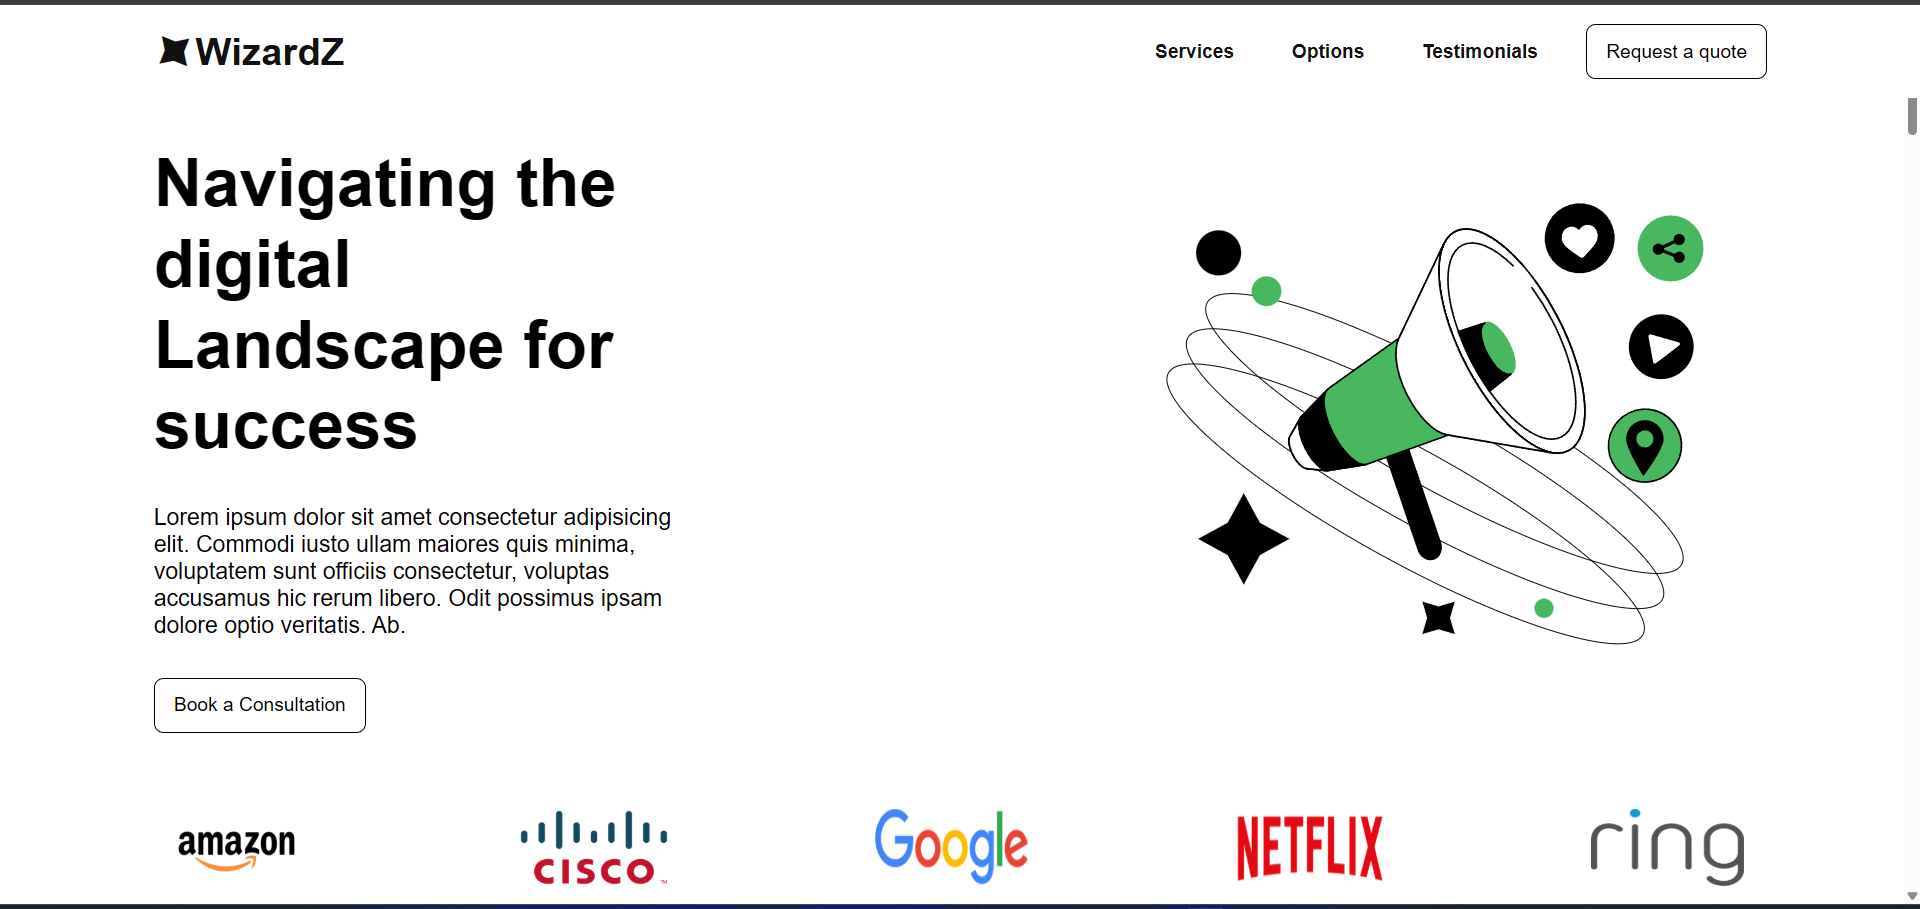 WizardZ
Services
Options
Testimonials
Request a quote
Navigating the
digital
Landscape for
success
Lorem ipsum dolor sit amet consectetur adipisicing
elit. Commodi iusto ullam maiores quis minima,
voluptatem sunt officiis consectetur, voluptas
accusamus hic rerum libero. Odit possimus ipsam
dolore optio veritatis. Ab.
Book a Consultation
amazon
CISCO™
Google
NETFLIX
ring